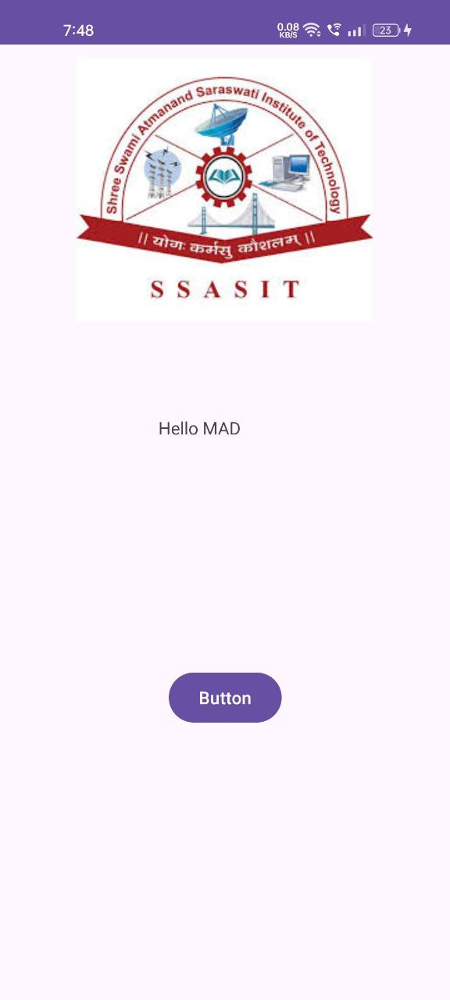 7:48
0.08
KB/S
23
Shree Swami Atmanand Saraswati Institute of Technology
|| योगः कर्मसु कौशलम् ||
SSASIT
Hello MAD
Button